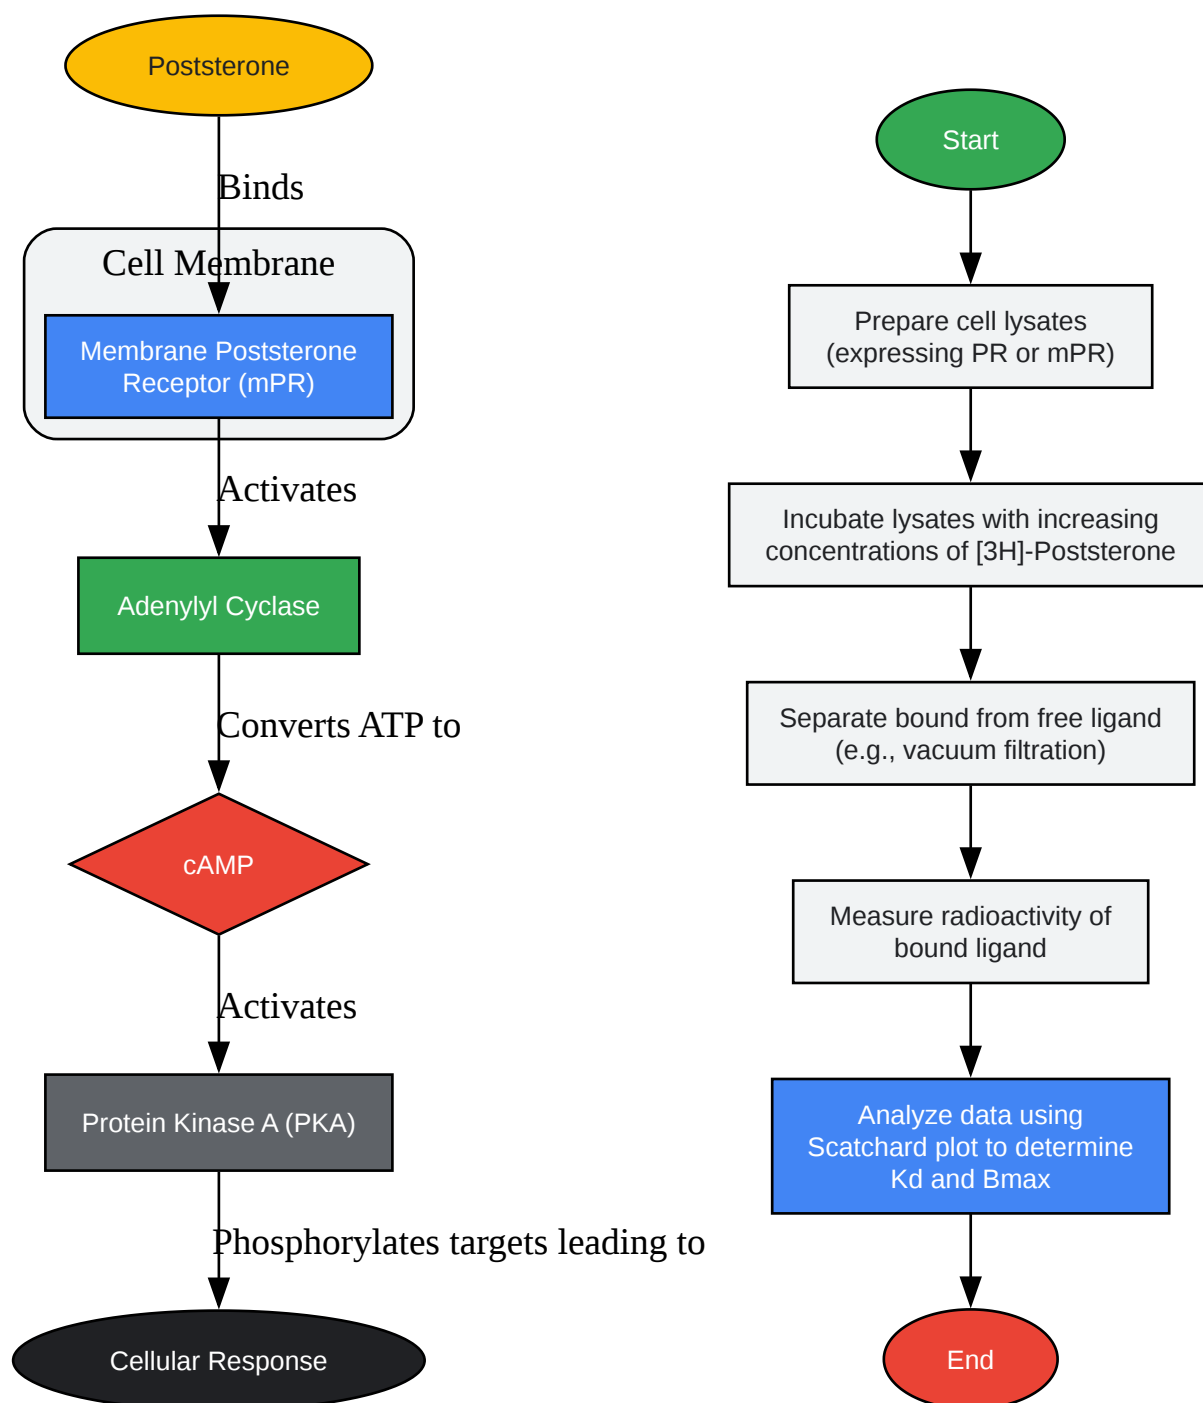 Poststerone
Binds
Cell Membrane
Membrane Poststerone
Receptor (mPR)
Activates
Adenylyl Cyclase
Converts ATP to
cAMP
Activates
Protein Kinase A (PKA)
Phosphorylates targets leading to
Cellular Response
Start
Prepare cell lysates
(expressing PR or mPR)
Incubate lysates with increasing
concentrations of [3H]-Poststerone
Separate bound from free ligand
(e.g., vacuum filtration)
Measure radioactivity of
bound ligand
Analyze data using
Scatchard plot to determine
Kd and Bmax
End